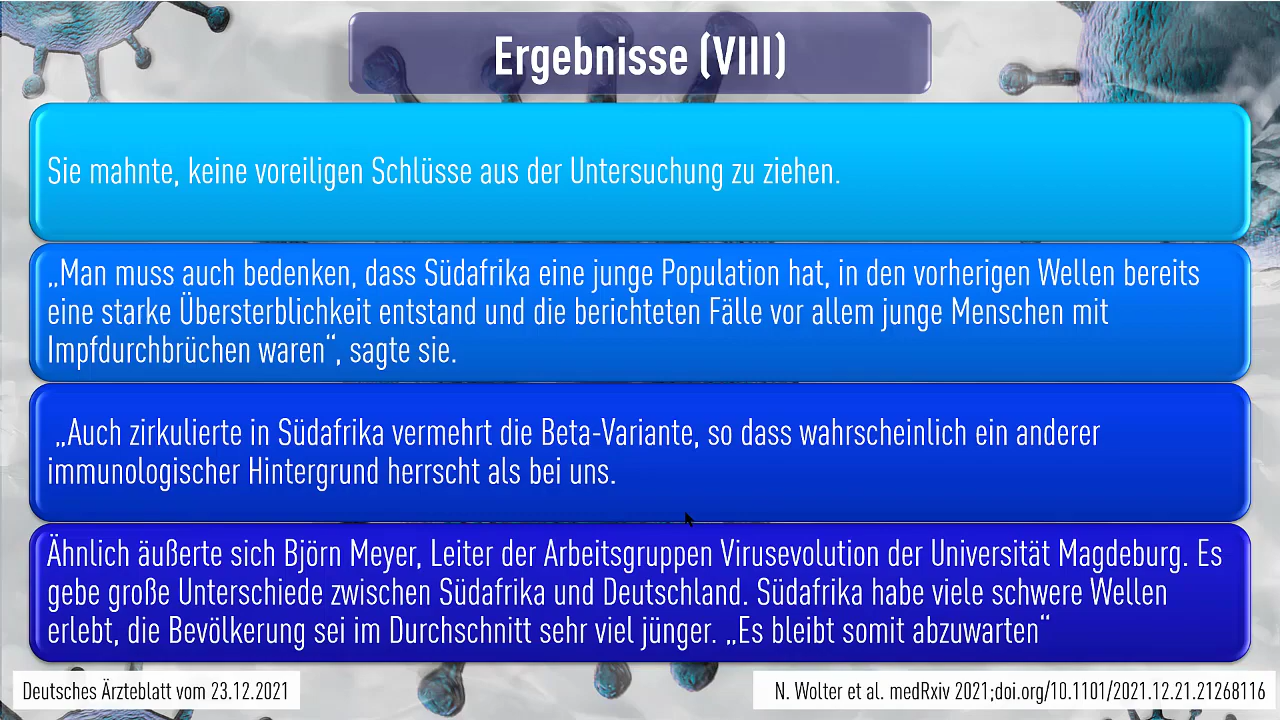 Ergebnisse (VIII)
Sie mahnte, keine voreiligen Schlüsse aus der Untersuchung zu ziehen.
„Man muss auch bedenken, dass Südafrika eine junge Population hat, in den vorherigen Wellen bereits
eine starke Übersterblichkeit entstand und die berichteten Fälle vor allem junge Menschen mit
Impfdurchbrüchen waren“, sagte sie.
„Auch zirkulierte in Südafrika vermehrt die Beta-Variante, so dass wahrscheinlich ein anderer
immunologischer Hintergrund herrscht als bei uns.
Ähnlich äußerte sich Björn Meyer, Leiter der Arbeitsgruppen Virusevolution der Universität Magdeburg. Es
gebe große Unterschiede zwischen Südafrika und Deutschland. Südafrika habe viele schwere Wellen
erlebt, die Bevölkerung sei im Durchschnitt sehr viel jünger. „Es bleibt somit abzuwarten“
Deutsches Ärzteblatt vom 23.12.2021
N. Wolter et al. medRxiv 2021;doi.org/10.1101/2021.12.21.21268116